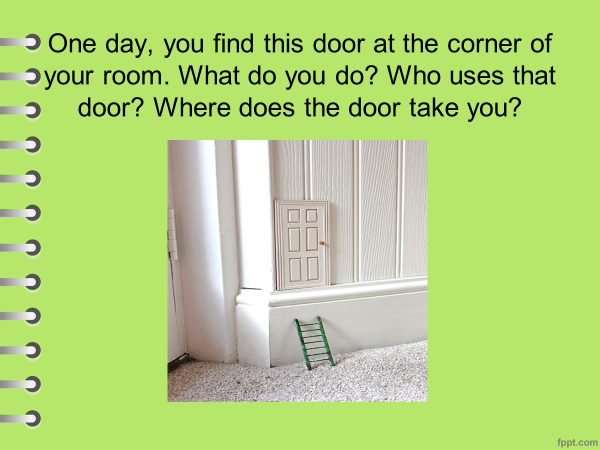 One day, you find this door at the corner of
your room. What do you do? Who uses that
door? Where does the door take you?
fppt.com